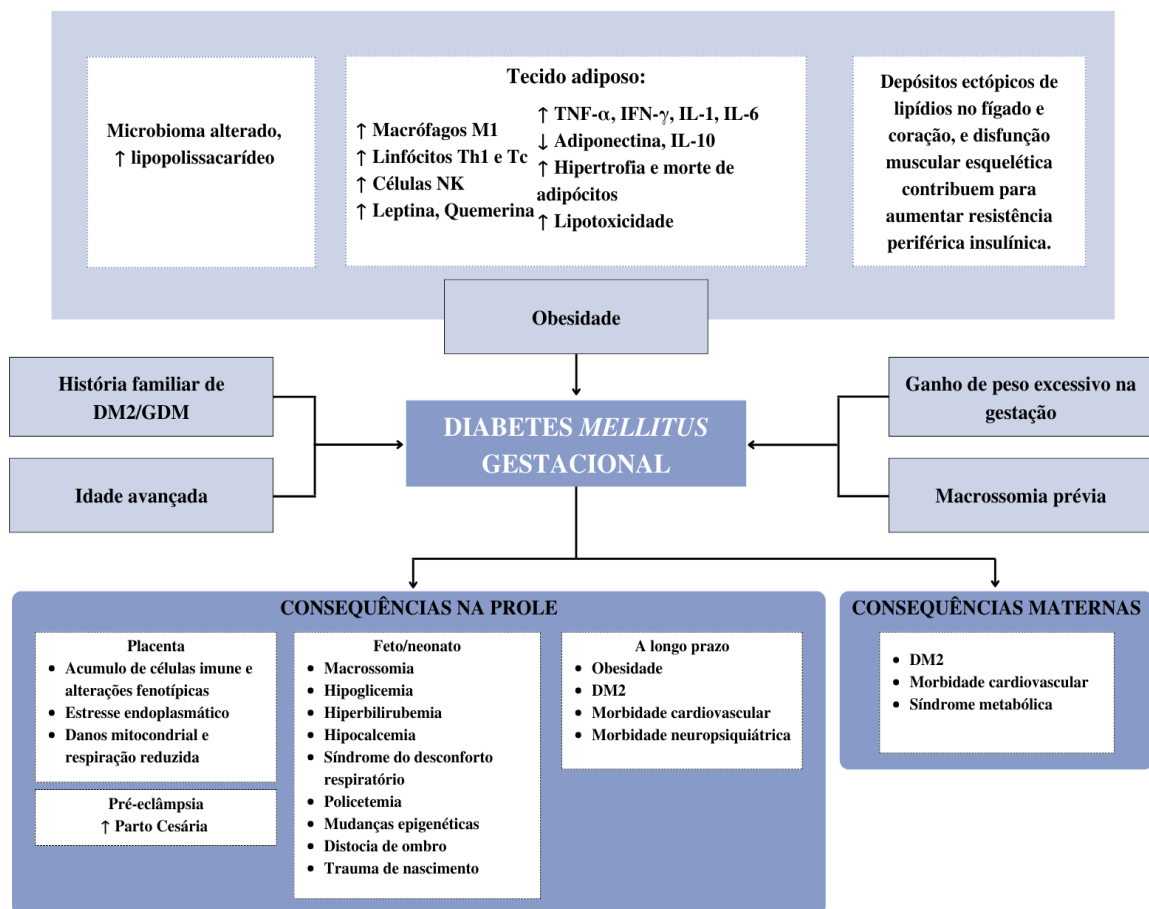 Microbioma alterado,
↑ lipopolissacarídeo
Tecido adiposo:
↑ Macrófagos M1
↑ Linfócitos Th1 e Tc
↑ Células NK
↑ Leptina, Quemerina
↑ TNF-α, IFN-γ, IL-1, IL-6
↓ Adiponectina, IL-10
↑ Hipertrofia e morte de
adipócitos
↑ Lipotoxicidade
Depósitos ectópicos de
lipídios no fígado e
coração, e disfunção
muscular esquelética
contribuem para
aumentar resistência
periférica insulínica.
Obesidade
História familiar de
DM2/GDM
Idade avançada
DIABETES MELLITUS
GESTACIONAL
Ganho de peso excessivo na
gestação
Macrossomia prévia
CONSEQUÊNCIAS NA PROLE
Placenta
• Acumulo de células imune e
alterações fenotípicas
• Estresse endoplasmático
• Danos mitocondrial e
respiração reduzida
Pré-eclâmpsia
↑ Parto Cesária
Feto/neonato
• Macrossomia
• Hipoglicemia
• Hiperbilirubemia
• Hipocalcemia
• Síndrome do desconforto
respiratório
• Policetemia
• Mudanças epigenéticas
• Distocia de ombro
• Trauma de nascimento
A longo prazo
• Obesidade
• DM2
• Morbidade cardiovascular
• Morbidade neuropsiquiátrica
CONSEQUÊNCIAS MATERNAS
• DM2
• Morbidade cardiovascular
• Síndrome metabólica